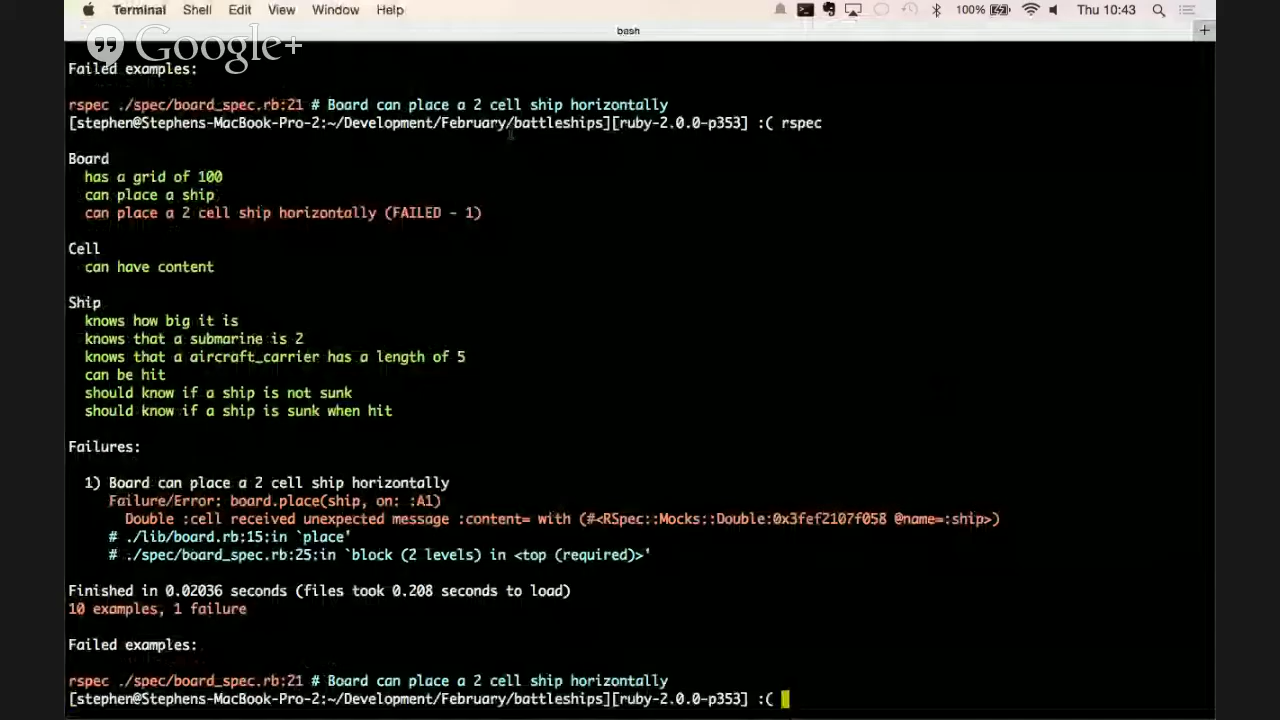 Terminal Shell Edit View Window Help 100% Thu 10:43
bash
Google+
Failed examples:
rspec ./spec/board_spec.rb:21 # Board can place a 2 cell ship horizontally
[stephen@Stephens-MacBook-Pro-2:~/Development/February/battleships][ruby-2.0.0-p353] :( rspec
Board
has a grid of 100
can place a ship
can place a 2 cell ship horizontally (FAILED - 1)
Cell
can have content
Ship
knows how big it is
knows that a submarine is 2
knows that a aircraft_carrier has a length of 5
can be hit
should know if a ship is not sunk
should know if a ship is sunk when hit
Failures:
1) Board can place a 2 cell ship horizontally
Failure/Error: board.place(ship, on: :A1)
Double :cell received unexpected message :content= with (#<RSpec::Mocks::Double:0x3fef2107f058 @name=:ship>)
# ./lib/board.rb:15:in `place'
# ./spec/board_spec.rb:25:in `block (2 levels) in <top (required)>'
Finished in 0.02036 seconds (files took 0.208 seconds to load)
10 examples, 1 failure
Failed examples:
rspec ./spec/board_spec.rb:21 # Board can place a 2 cell ship horizontally
[stephen@Stephens-MacBook-Pro-2:~/Development/February/battleships][ruby-2.0.0-p353] :(